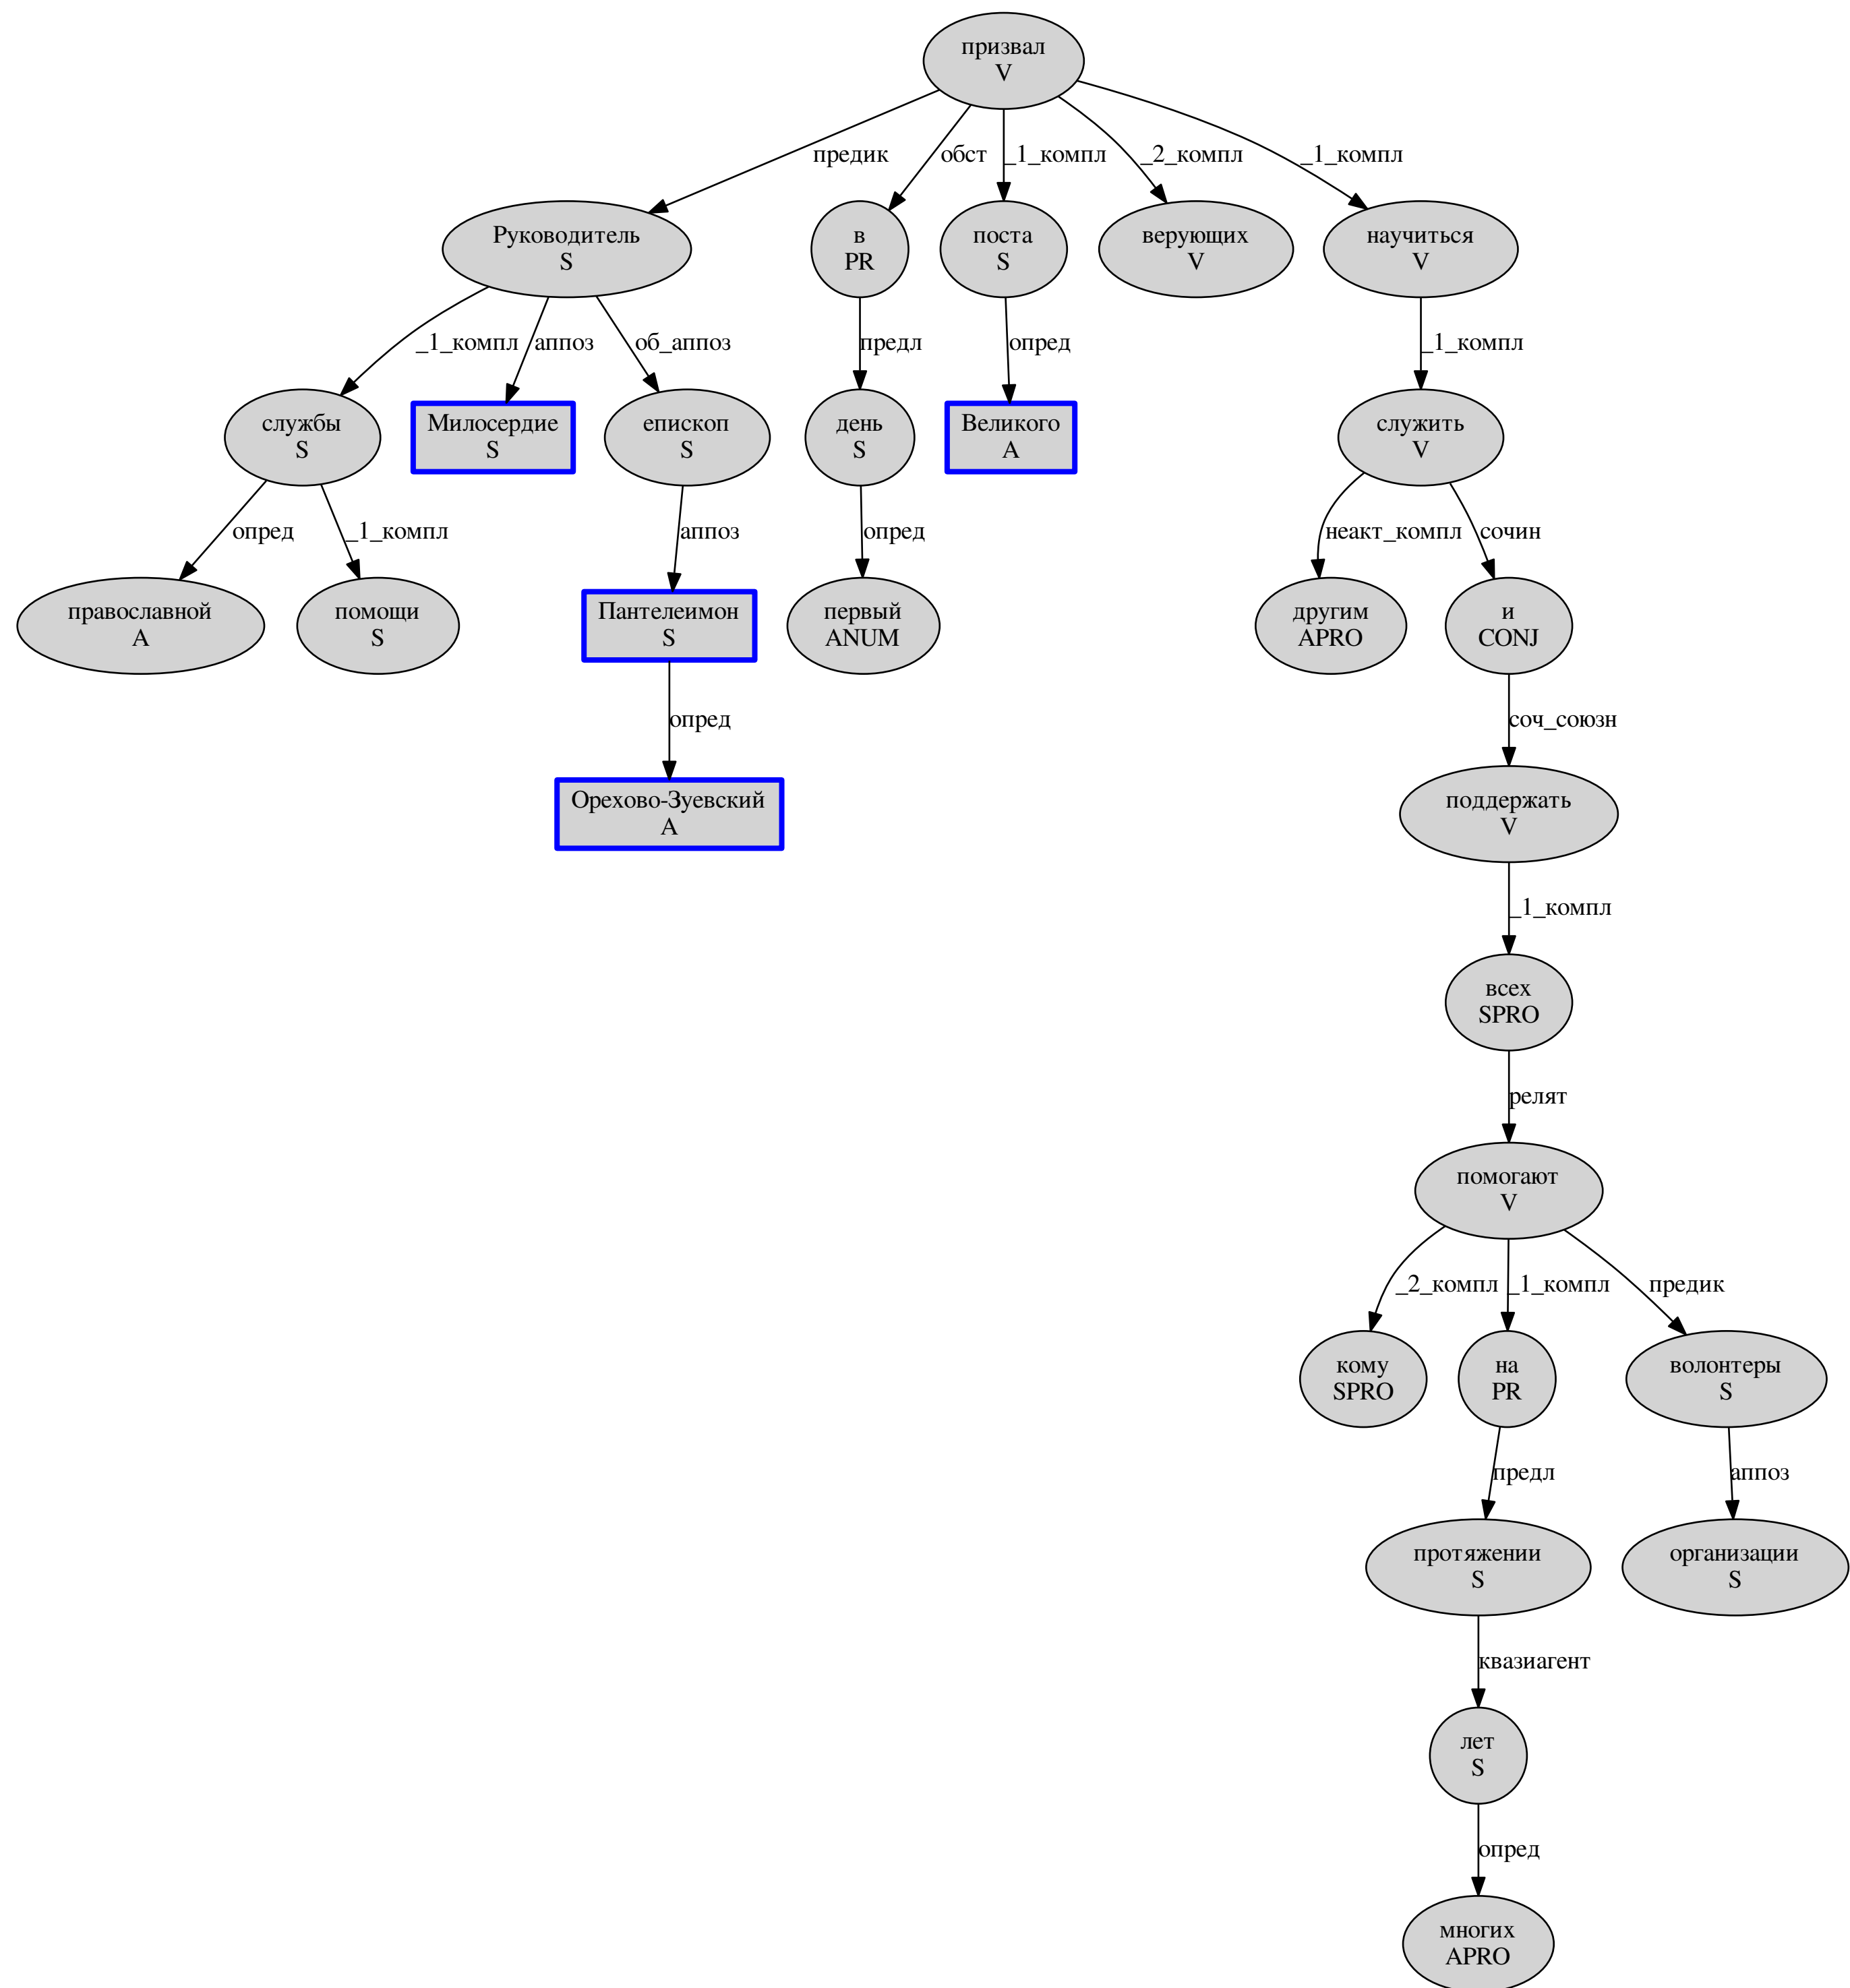 призвал
V
предик
обст
_1_компл
_2_компл
_1_компл
Руководитель
S
в
PR
поста
S
верующих
V
научиться
V
_1_компл
аппоз
об_аппоз
предл
опред
_1_компл
службы
S
Милосердие
S
епископ
S
день
S
Великого
A
служить
V
опред
_1_компл
аппоз
опред
неакт_компл
сочин
православной
A
помощи
S
Пантелеимон
S
первый
ANUM
другим
APRO
и
CONJ
опред
соч_союзн
Орехово-Зуевский
A
поддержать
V
_1_компл
всех
SPRO
релят
помогают
V
_2_компл
_1_компл
предик
кому
SPRO
на
PR
волонтеры
S
предл
аппоз
протяжении
S
организации
S
квазиагент
лет
S
опред
многих
APRO